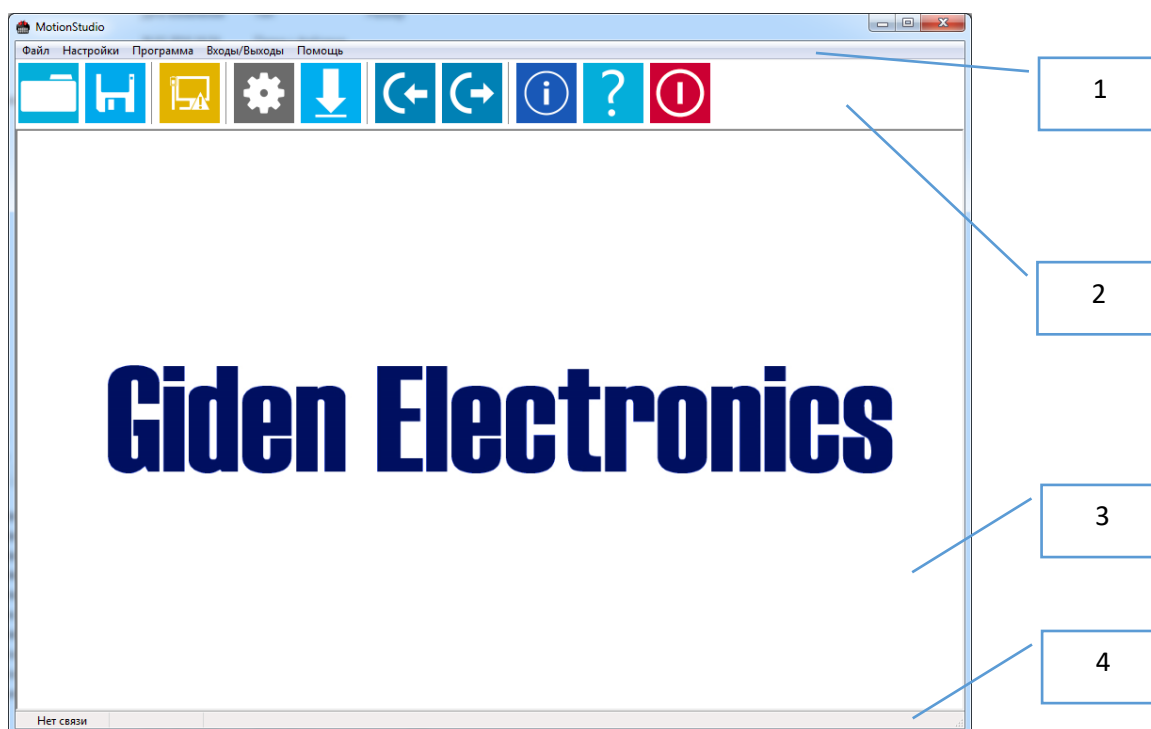 MotionStudio
Файл Настройки Программа Входы/Выходы Помощь
1
2
Giden Electronics
3
4
Нет связи